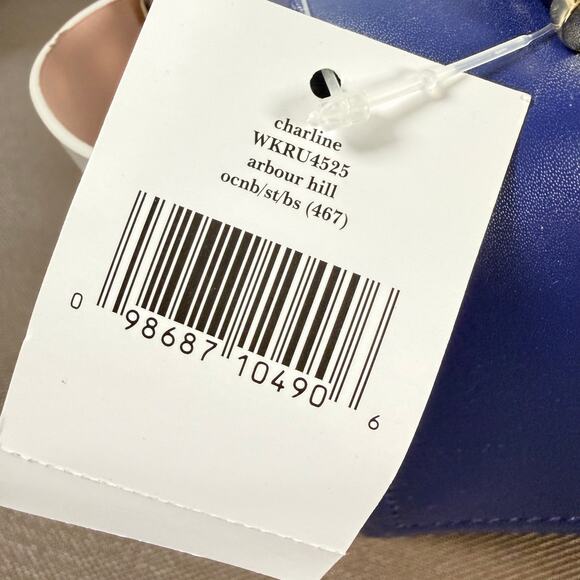 charline
WKRU4525
arbour hill
ocnb/st/bs (467)
0 98687 10490 6